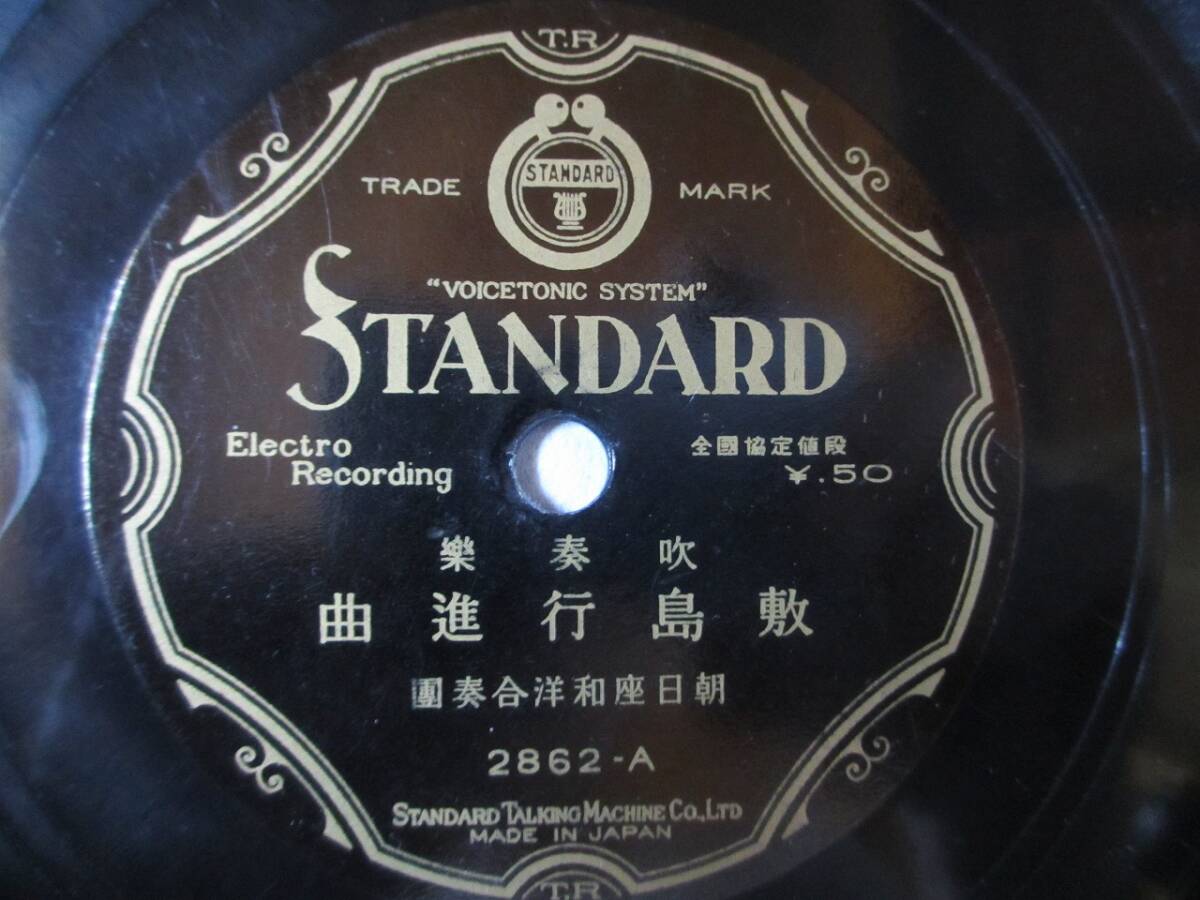 T.R
STANDARD
TRADE MARK
"VOICETONIC SYSTEM"
STANDARD
Electro
Recording
全國協定値段
¥.50
吹奏樂
敷島行進曲
朝日座和洋合奏團
2862-A
STANDARD TALKING MACHINE CO., LTD
MADE IN JAPAN
T.R